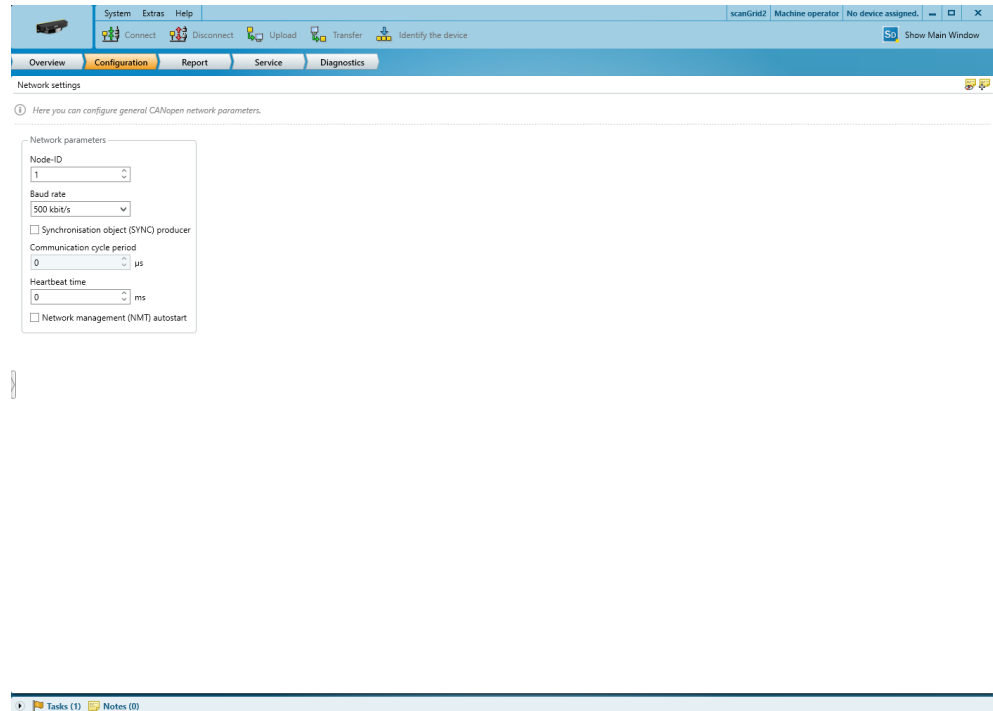 System Extras Help scanGrid2 Machine operator No device assigned.
Connect Disconnect Upload Transfer Identify the device So Show Main Window
Overview Configuration Report Service Diagnostics
Network settings
Here you can configure general CANopen network parameters.
Network parameters
Node-ID
1
Baud rate
500 kbit/s
Synchronisation object (SYNC) producer
Communication cycle period
0 µs
Heartbeat time
0 ms
Network management (NMT) autostart
Tasks (1) Notes (0)